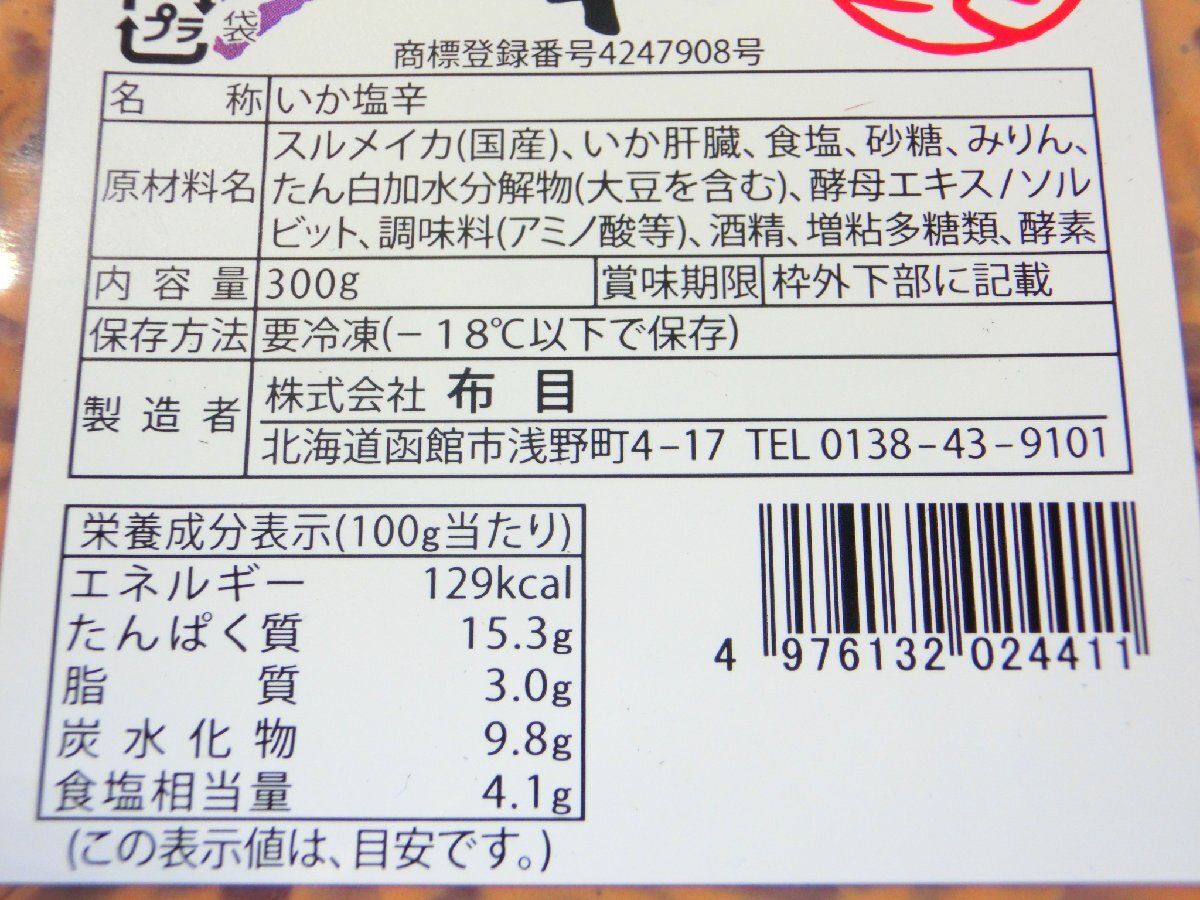 プラ
袋
商標登録番号4247908号
名称 いか塩辛
原材料名 スルメイカ(国産)、いか肝臓、食塩、砂糖、みりん、
たん白加水分解物(大豆を含む)、酵母エキス/ソル
ビット、調味料(アミノ酸等)、酒精、増粘多糖類、酵素
内容量 300g 賞味期限 枠外下部に記載
保存方法 要冷凍(-18℃以下で保存)
製造者 株式会社 布目
北海道函館市浅野町4-17 TEL 0138-43-9101
栄養成分表示(100g当たり)
エネルギー 129kcal
たんぱく質 15.3g
脂質 3.0g
炭水化物 9.8g
食塩相当量 4.1g
(この表示値は、目安です。)
4 976132 024411